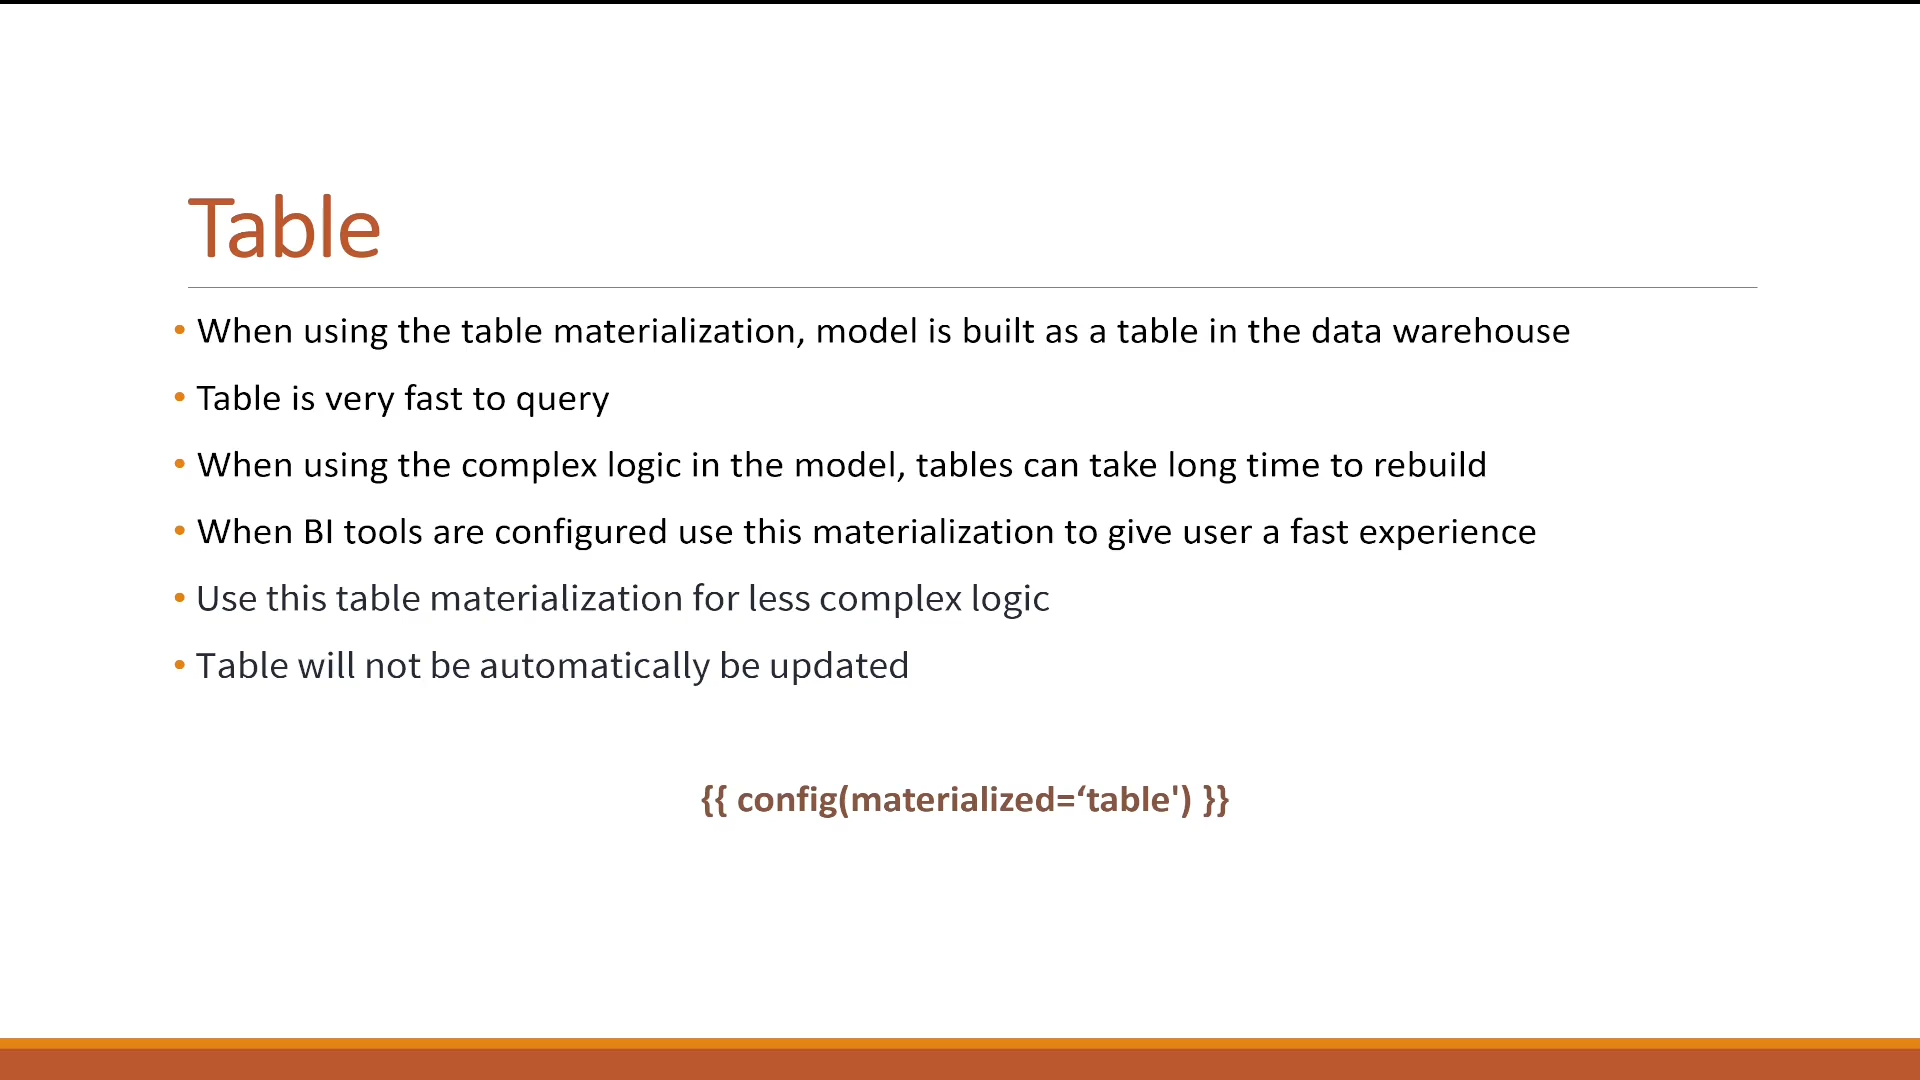 Table
• When using the table materialization, model is built as a table in the data warehouse
• Table is very fast to query
• When using the complex logic in the model, tables can take long time to rebuild
• When BI tools are configured use this materialization to give user a fast experience
• Use this table materialization for less complex logic
• Table will not be automatically be updated
{{ config(materialized=‘table') }}